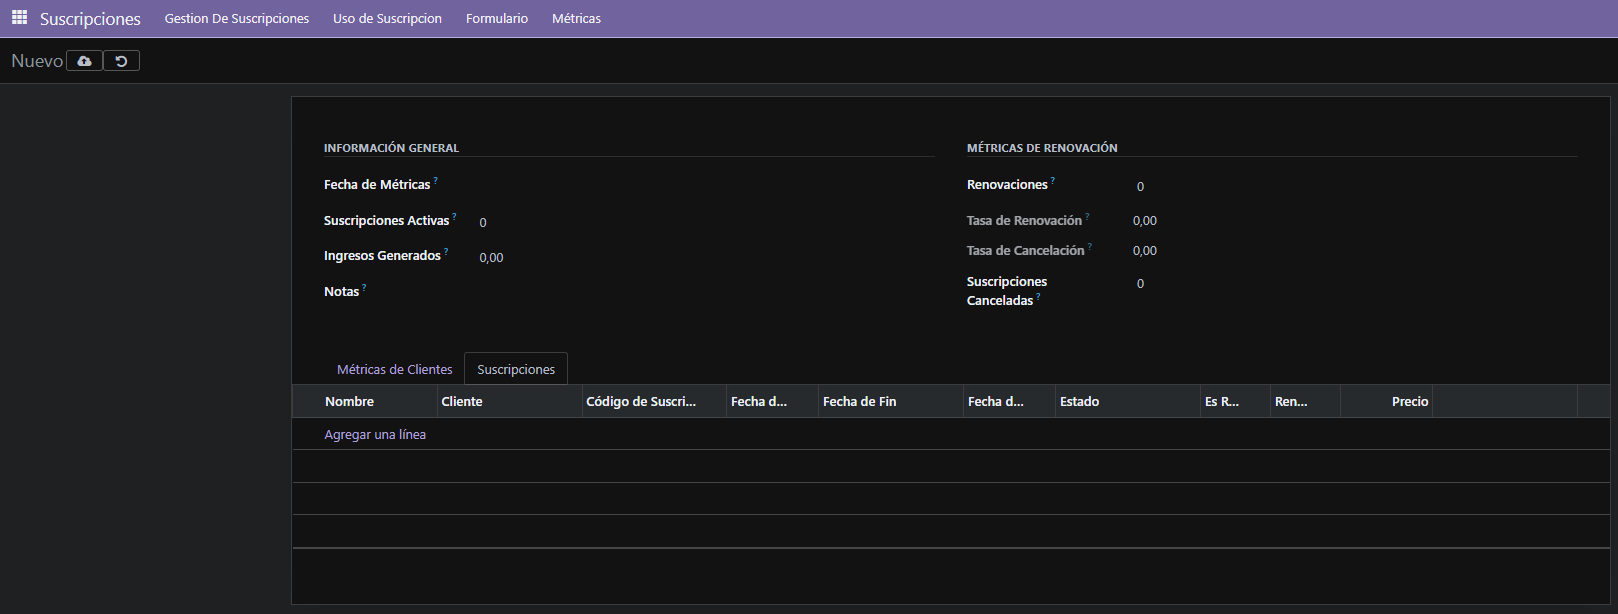 Suscripciones Gestion De Suscripciones Uso de Suscripcion Formulario Métricas
Nuevo
INFORMACIÓN GENERAL
Fecha de Métricas ?
Suscripciones Activas ? 0
Ingresos Generados ? 0,00
Notas ?
MÉTRICAS DE RENOVACIÓN
Renovaciones ? 0
Tasa de Renovación ? 0,00
Tasa de Cancelación ? 0,00
Suscripciones
Canceladas ? 0
Métricas de Clientes Suscripciones
Nombre Cliente Código de Suscri... Fecha d... Fecha de Fin Fecha d... Estado Es R... Ren... Precio
Agregar una línea